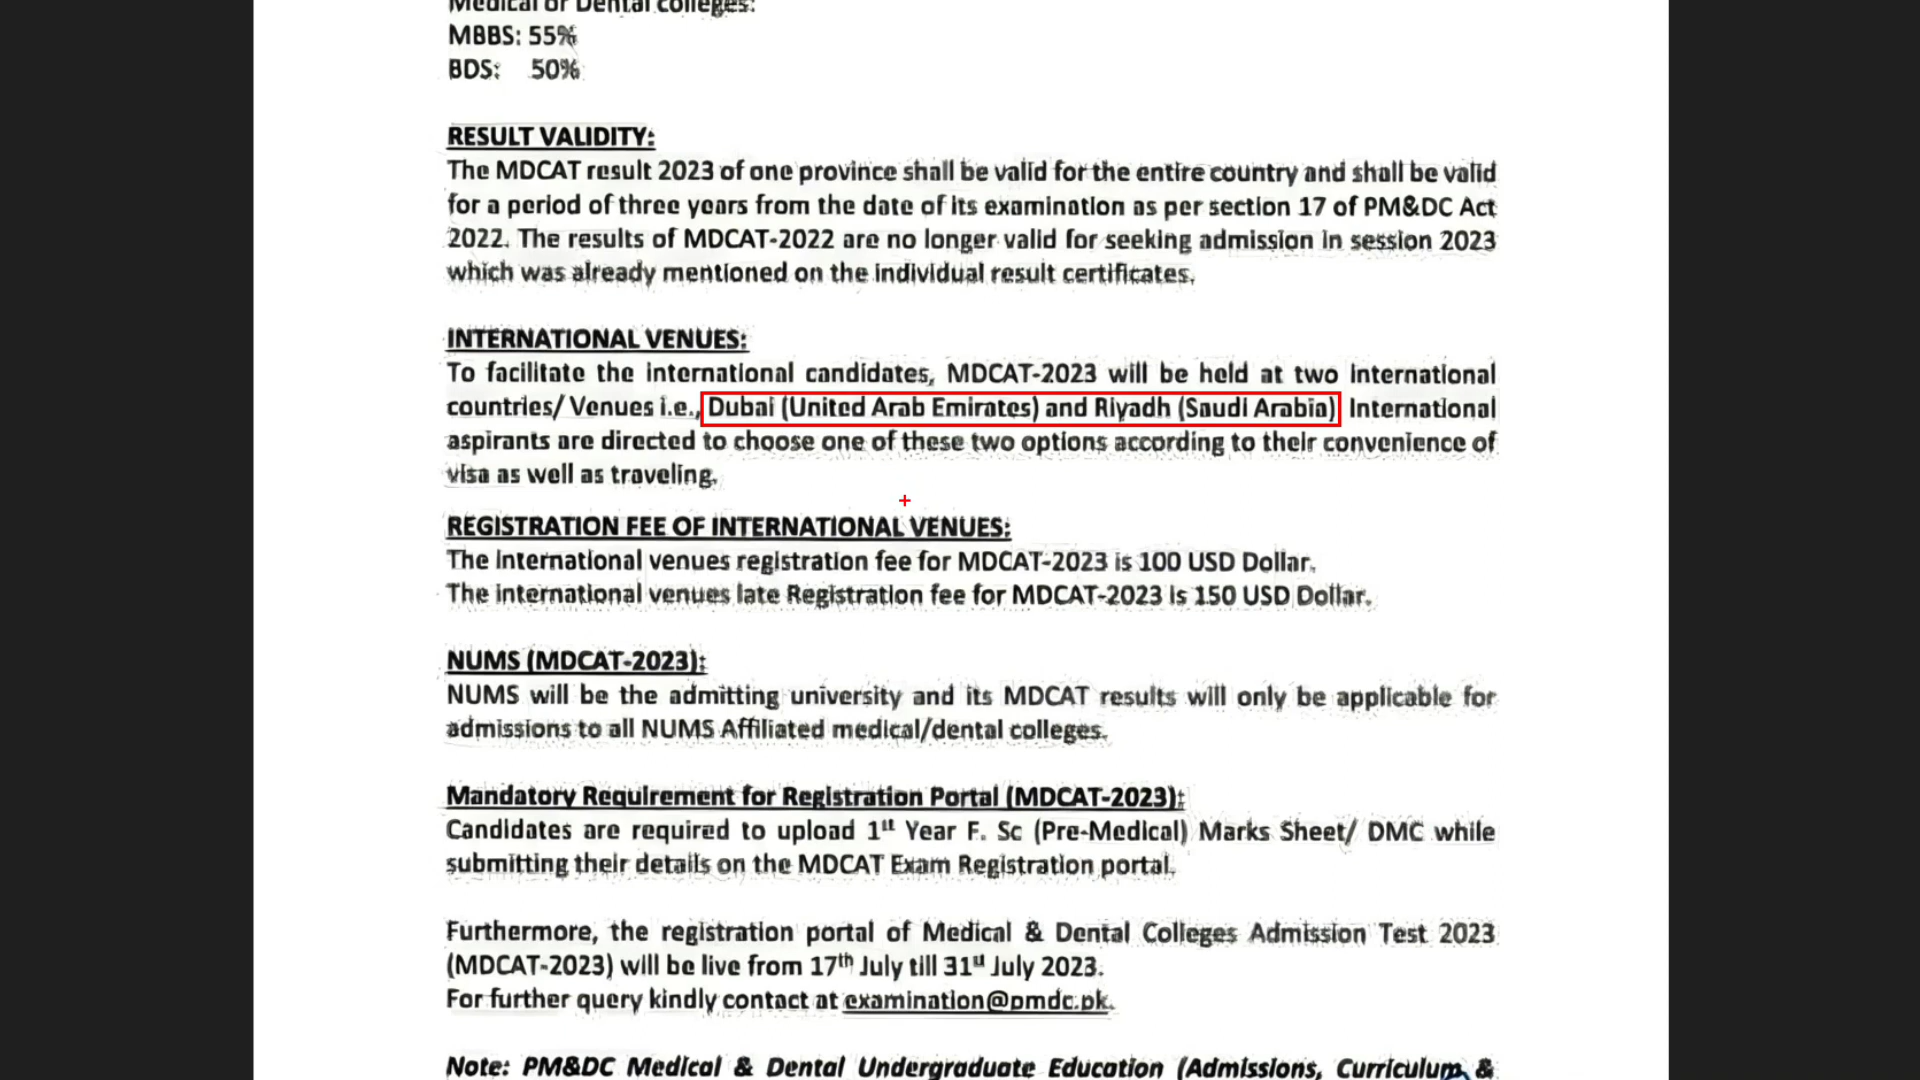 Medical or Dental colleges:
MBBS: 55%
BDS: 50%
RESULT VALIDITY:
The MDCAT result 2023 of one province shall be valid for the entire country and shall be valid
for a period of three years from the date of its examination as per section 17 of PM&DC Act
2022. The results of MDCAT-2022 are no longer valid for seeking admission in session 2023
which was already mentioned on the individual result certificates.
INTERNATIONAL VENUES:
To facilitate the international candidates, MDCAT-2023 will be held at two international
countries/ Venues i.e., Dubai (United Arab Emirates) and Riyadh (Saudi Arabia) International
aspirants are directed to choose one of these two options according to their convenience of
visa as well as traveling.
REGISTRATION FEE OF INTERNATIONAL VENUES:
The international venues registration fee for MDCAT-2023 is 100 USD Dollar.
The international venues late Registration fee for MDCAT-2023 is 150 USD Dollar.
NUMS (MDCAT-2023):
NUMS will be the admitting university and its MDCAT results will only be applicable for
admissions to all NUMS Affiliated medical/dental colleges.
Mandatory Requirement for Registration Portal (MDCAT-2023):
Candidates are required to upload 1st Year F. Sc (Pre-Medical) Marks Sheet/ DMC while
submitting their details on the MDCAT Exam Registration portal.
Furthermore, the registration portal of Medical & Dental Colleges Admission Test 2023
(MDCAT-2023) will be live from 17th July till 31st July 2023.
For further query kindly contact at examination@pmdc.pk.
Note: PM&DC Medical & Dental Undergraduate Education (Admissions, Curriculum &